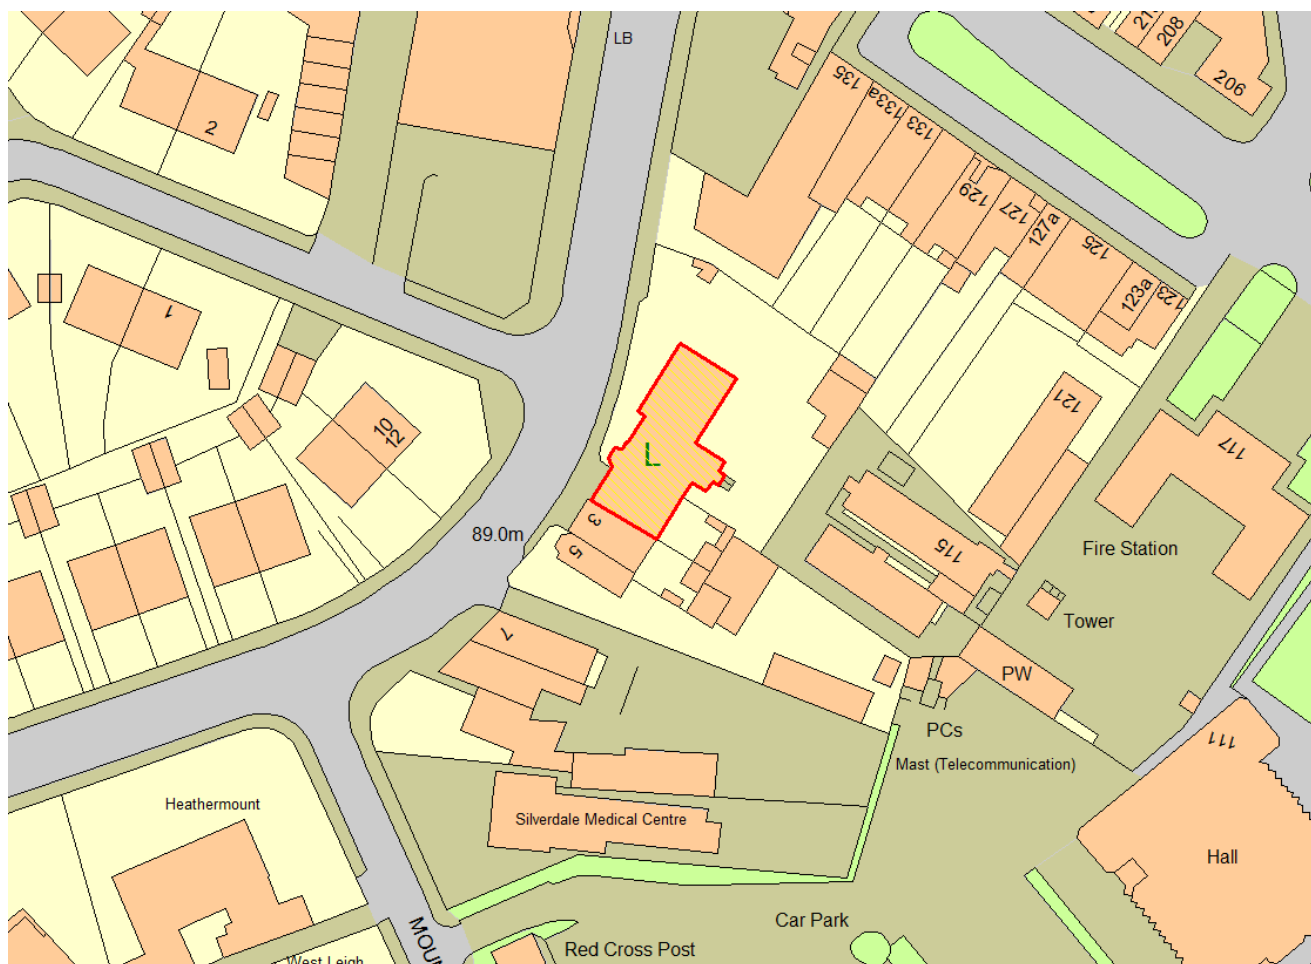 LB
208
206
2
135
133a
133
129
127
127a
125
123a
123
1
10
12
L
121
117
3
5
89.0m
115
Fire Station
Tower
7
PW
PCs
111
Mast (Telecommunication)
Heathermount
Silverdale Medical Centre
Hall
Car Park
Red Cross Post
West Leigh